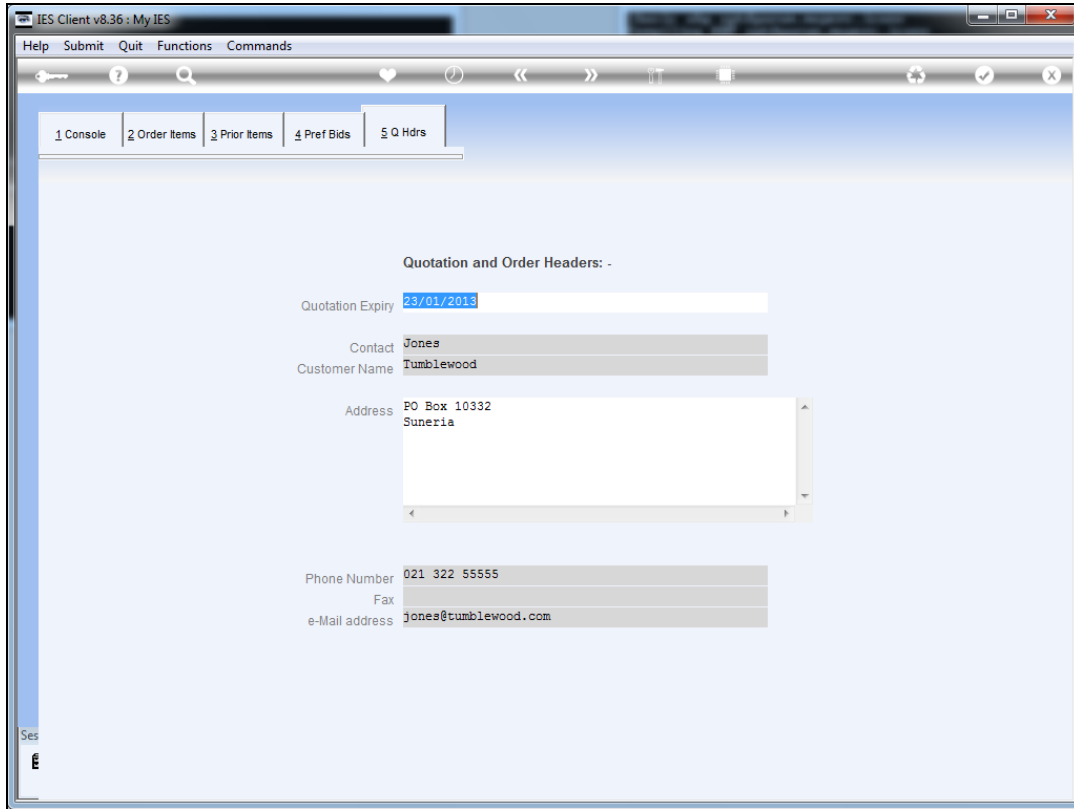 IES Client v8.36 : My IES
Help Submit Quit Functions Commands
1 Console 2 Order Items 3 Prior Items 4 Pref Bids 5 Q Hdrs
Quotation and Order Headers: -
Quotation Expiry 23/01/2013
Contact Jones
Customer Name Tumblewood
Address PO Box 10332
Suneria
Phone Number 021 322 55555
Fax
e-Mail address jones@tumblewood.com
Ses